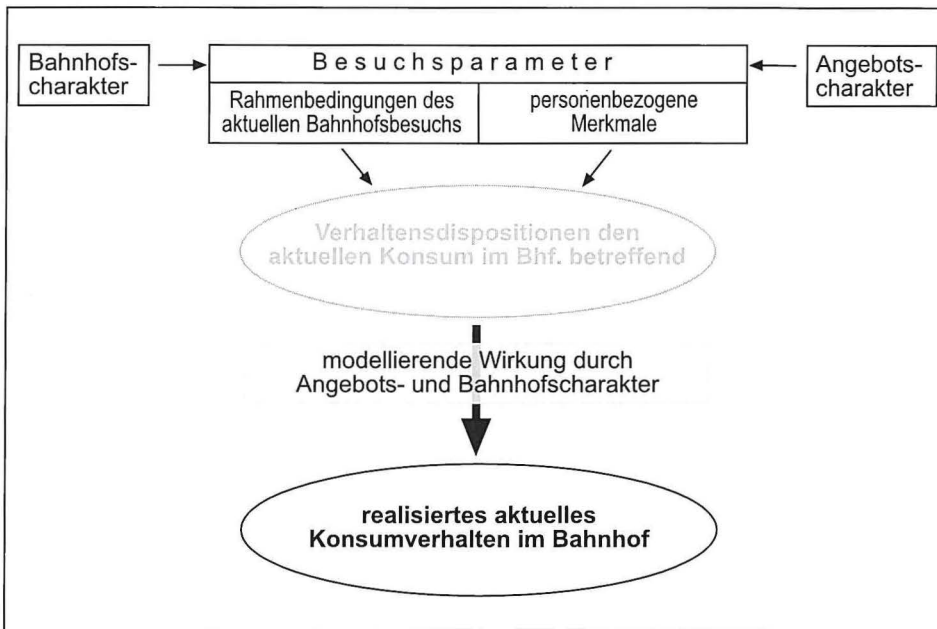 Bahnhofs-
charakter
Besuchsparameter
Angebots-
charakter
Rahmenbedingungen des
aktuellen Bahnhofsbesuchs
personenbezogene
Merkmale
Verhaltensdispositionen den
aktuellen Konsum im Bhf. betreffend
modellierende Wirkung durch
Angebots- und Bahnhofscharakter
realisiertes aktuelles
Konsumverhalten im Bahnhof